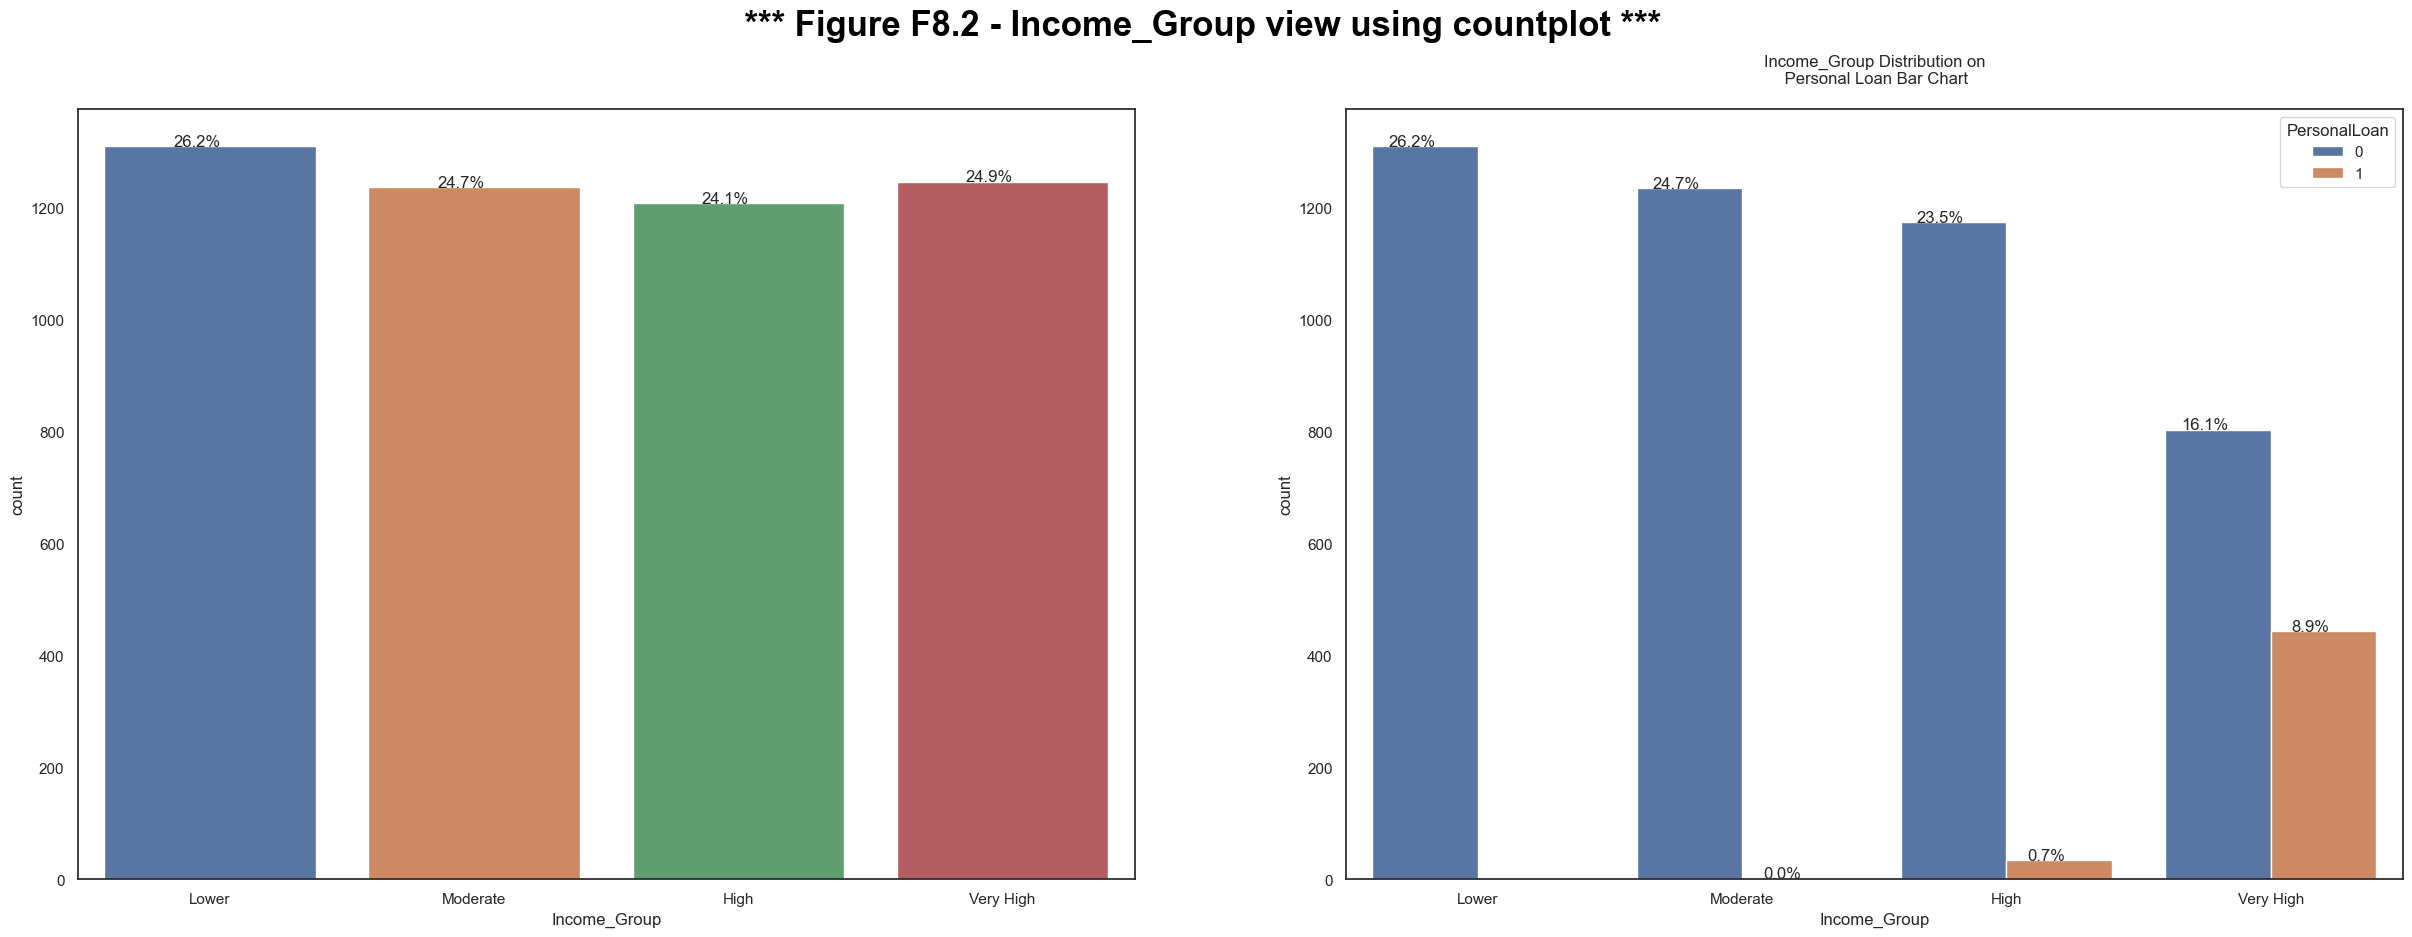 *** Figure F8.2 - Income_Group view using countplot ***
26.2%
24.7%
24.1%
24.9%
1200
1000
800
600
400
200
0
count
Lower Moderate High Very High
Income_Group
Income_Group Distribution on
Personal Loan Bar Chart
PersonalLoan
0
1
26.2%
24.7%
23.5%
16.1%
8.9%
0.7%
0.0%
1200
1000
800
600
400
200
0
count
Lower Moderate High Very High
Income_Group